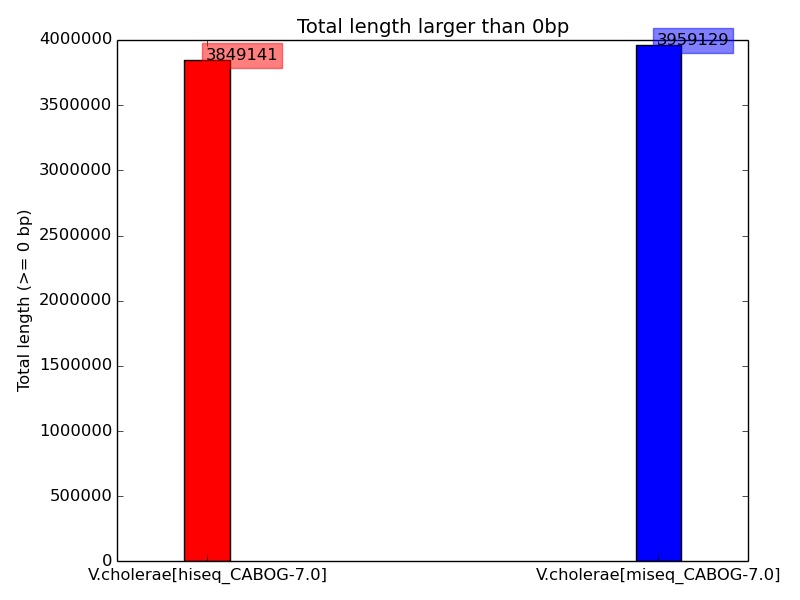 Total length larger than 0bp
Total length (>= 0 bp)
4000000
3500000
3000000
2500000
2000000
1500000
1000000
500000
0
3849141
3959129
V.cholerae[hiseq_CABOG-7.0]
V.cholerae[miseq_CABOG-7.0]